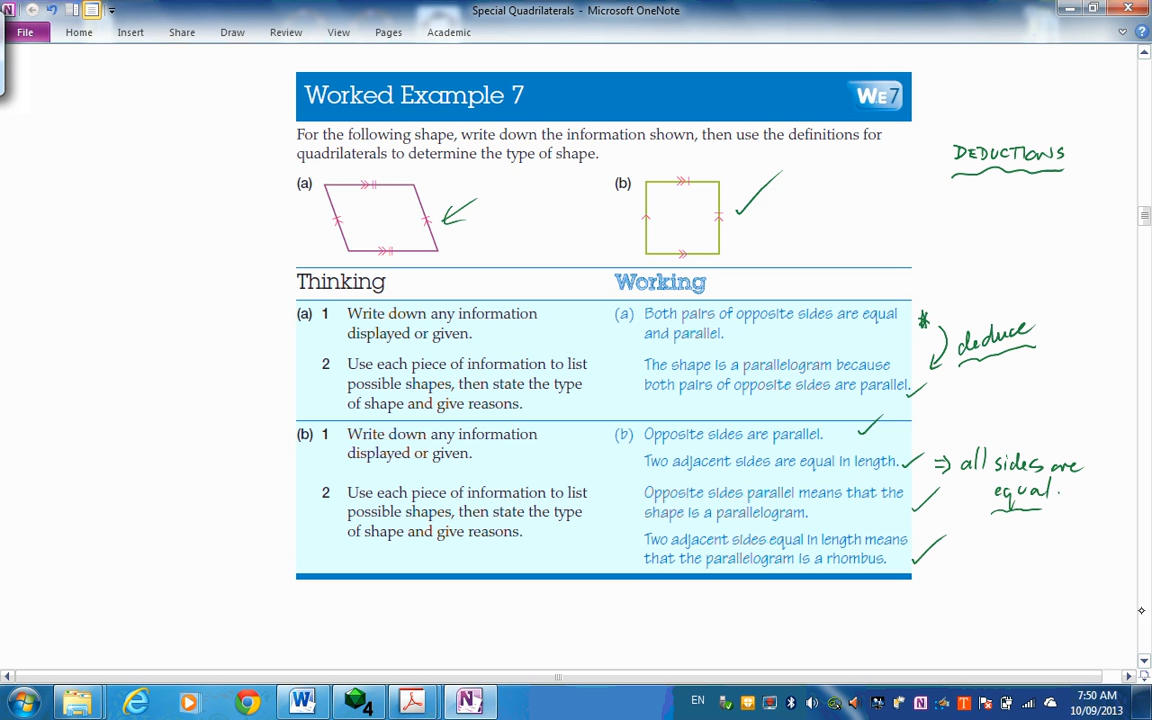 Special Quadrilaterals - Microsoft OneNote
File Home Insert Share Draw Review View Pages Academic
Worked Example 7
WE7
For the following shape, write down the information shown, then use the definitions for
quadrilaterals to determine the type of shape.
DEDUCTIONS
(a) (b)
Thinking Working
(a) 1 Write down any information
displayed or given.
(a) Both pairs of opposite sides are equal
and parallel.
* deduce
2 Use each piece of information to list
possible shapes, then state the type
of shape and give reasons.
The shape is a parallelogram because
both pairs of opposite sides are parallel.
(b) 1 Write down any information
displayed or given.
(b) Opposite sides are parallel.
Two adjacent sides are equal in length.
⇒ all sides are
equal.
2 Use each piece of information to list
possible shapes, then state the type
of shape and give reasons.
Opposite sides parallel means that the
shape is a parallelogram.
Two adjacent sides equal in length means
that the parallelogram is a rhombus.
EN
7:50 AM
10/09/2013